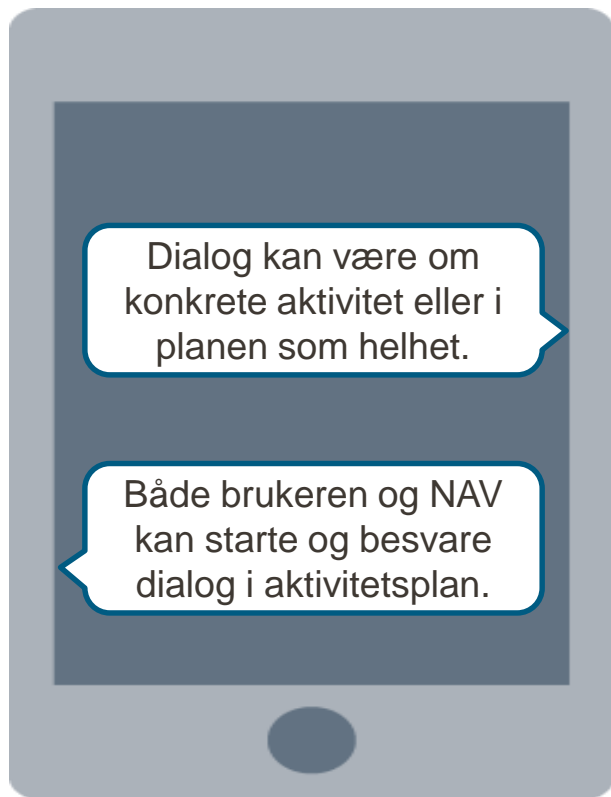 Dialog kan være om
konkrete aktivitet eller i
planen som helhet.
Både brukeren og NAV
kan starte og besvare
dialog i aktivitetsplan.